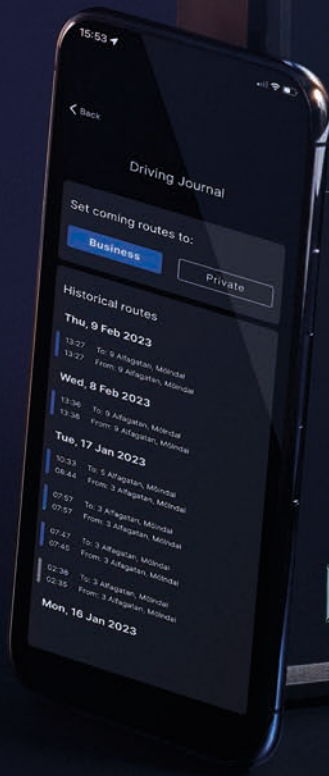 15:53
Back
Driving Journal
Set coming routes to:
Business
Private
Historical routes
Thu, 9 Feb 2023
13:27 To: 9 Alfagatan, Mölndal
13:27 From: 9 Alfagatan, Mölndal
Wed, 8 Feb 2023
13:36 To: 9 Alfagatan, Mölndal
13:36 From: 9 Alfagatan, Mölndal
Tue, 17 Jan 2023
10:33 To: 5 Alfagatan, Mölndal
08:44 From: 3 Alfagatan, Mölndal
07:57 To: 3 Alfagatan, Mölndal
07:57 From: 3 Alfagatan, Mölndal
07:47 To: 3 Alfagatan, Mölndal
07:45 From: 3 Alfagatan, Mölndal
02:36 To: 3 Alfagatan, Mölndal
02:35 From: 3 Alfagatan, Mölndal
Mon, 16 Jan 2023